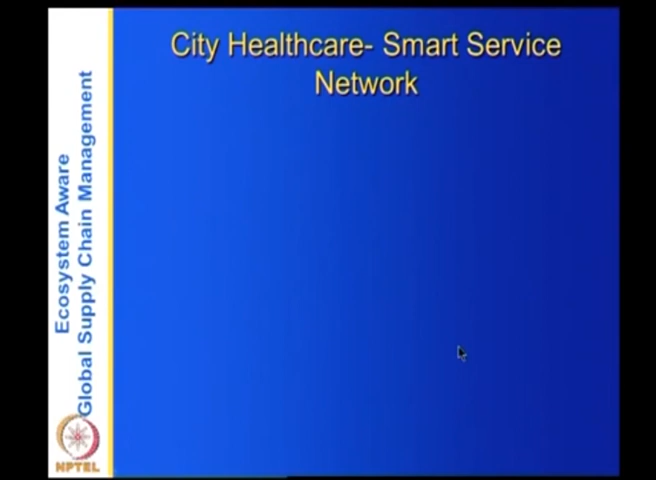 City Healthcare- Smart Service
Network
Ecosystem Aware
Global Supply Chain Management
NPTEL